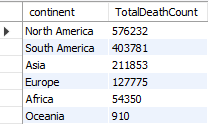 continent TotalDeathCount
North America 576232
South America 403781
Asia 211853
Europe 127775
Africa 54350
Oceania 910